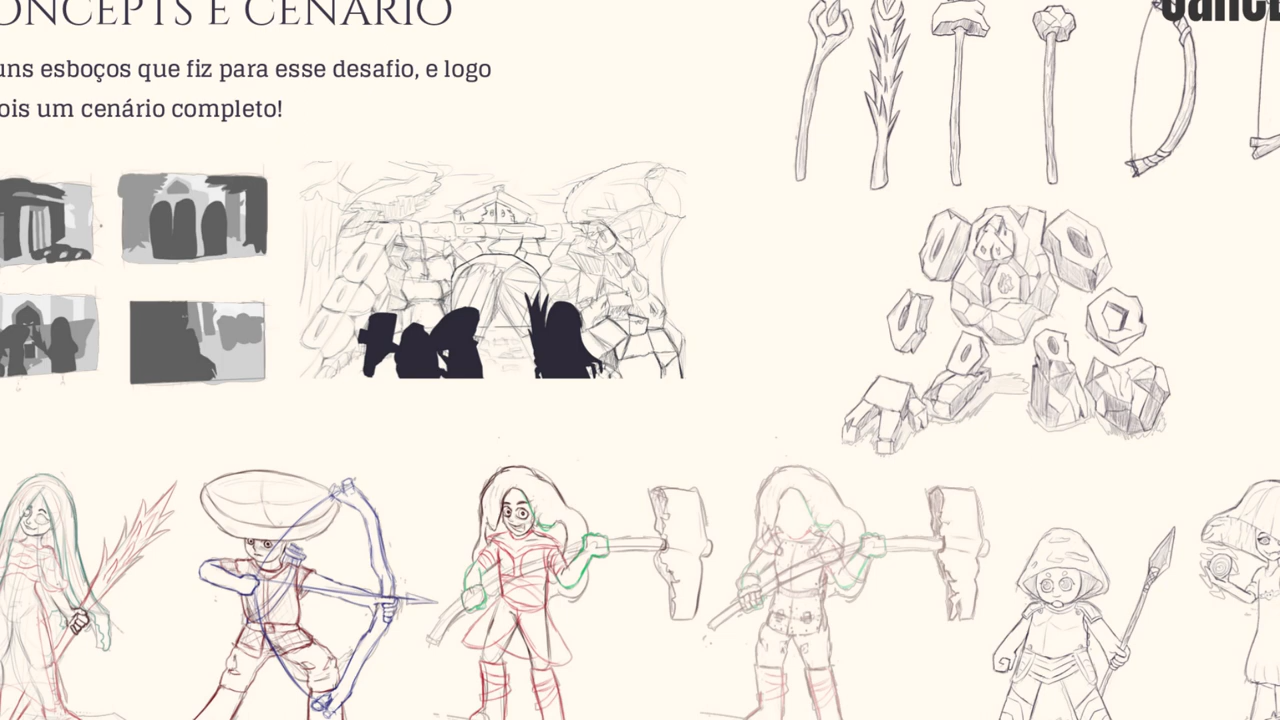 ONCEPTS E CENÁRIO
uns esboços que fiz para esse desafio, e logo
ois um cenário completo!